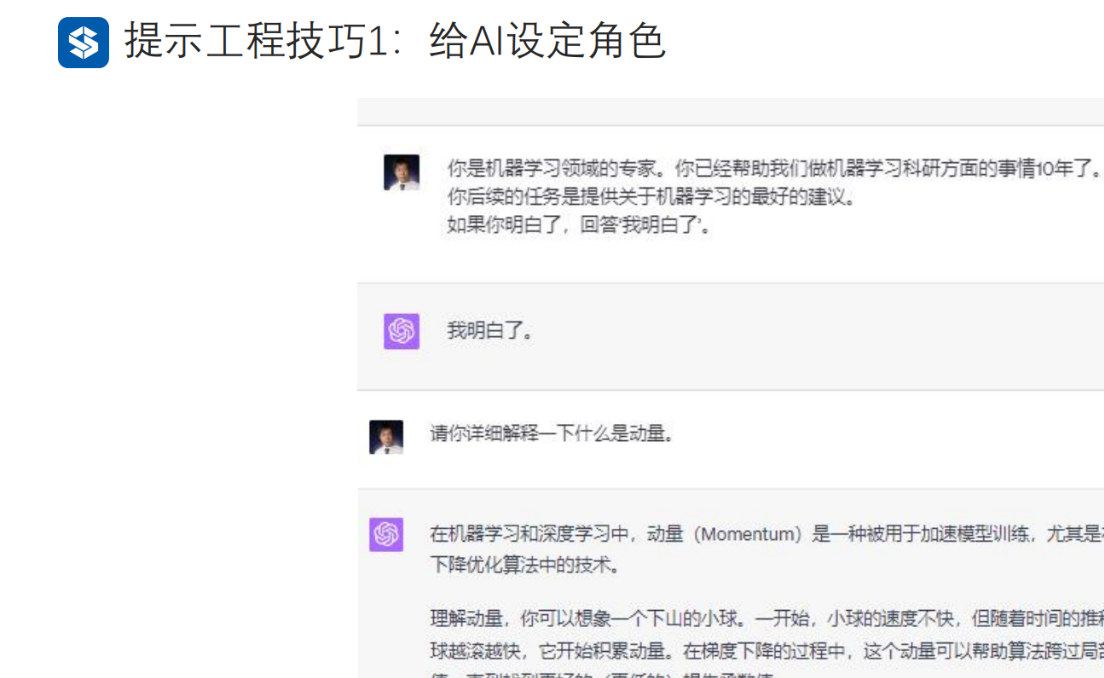 提示工程技巧1：给AI设定角色
你是机器学习领域的专家。你已经帮助我们做机器学习科研方面的事情10年了。
你后续的任务是提供关于机器学习的最好的建议。
如果你明白了，回答‘我明白了’。
我明白了。
请你详细解释一下什么是动量。
在机器学习和深度学习中，动量（Momentum）是一种被用于加速模型训练，尤其是
下降优化算法中的技术。
理解动量，你可以想象一个下山的小球。一开始，小球的速度不快，但随着时间的推
球越滚越快，它开始积累动量。在梯度下降的过程中，这个动量可以帮助算法跨过局